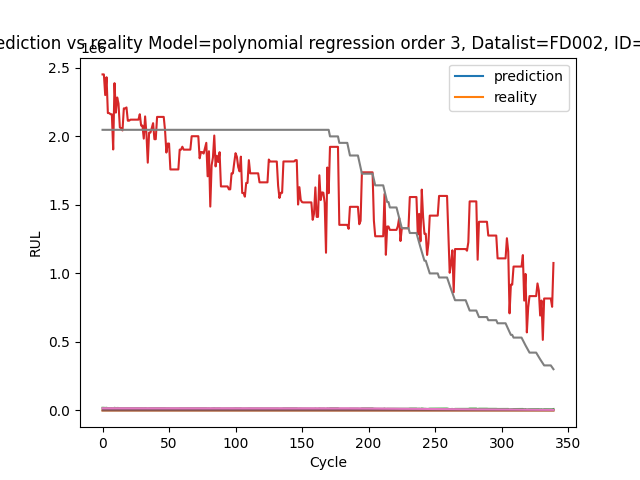 ediction vs reality Model=polynomial regression order 3, Datalist=FD002, ID=
1e6
prediction
reality
2.5
2.0
1.5
1.0
0.5
0.0
RUL
0 50 100 150 200 250 300 350
Cycle